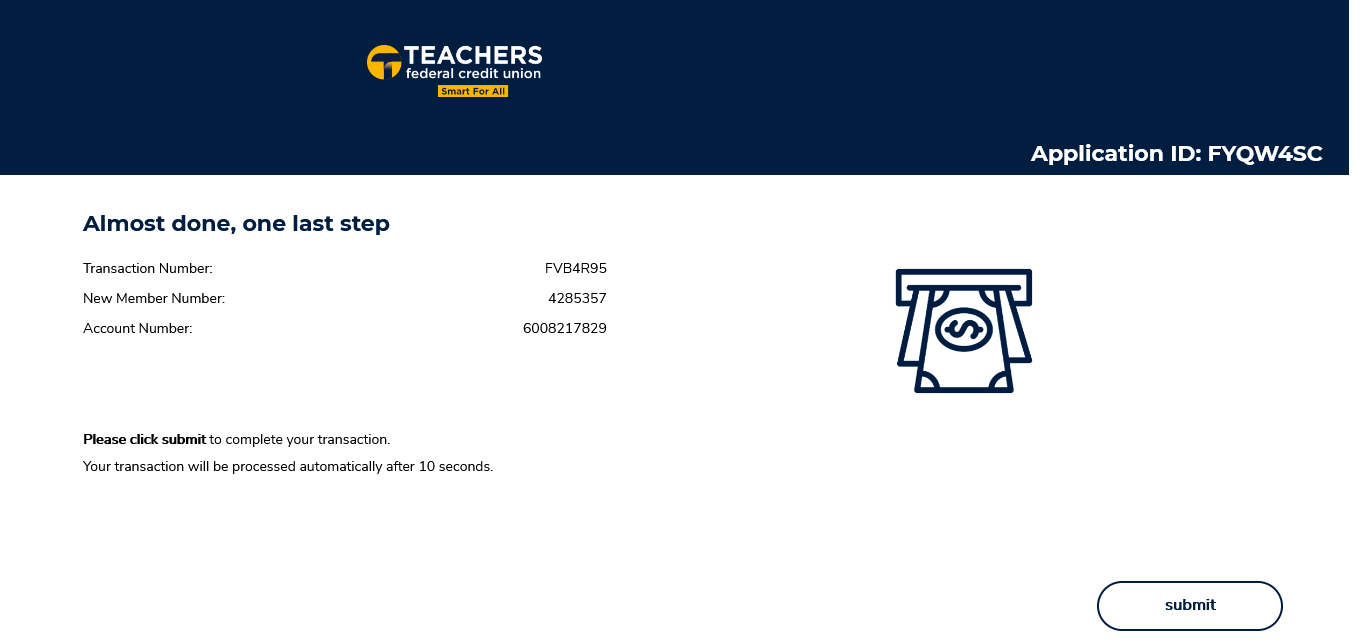 TEACHERS
federal credit union
Smart For All
Application ID: FYQW4SC
Almost done, one last step
Transaction Number: FVB4R95
New Member Number: 4285357
Account Number: 6008217829
Please click submit to complete your transaction.
Your transaction will be processed automatically after 10 seconds.
submit